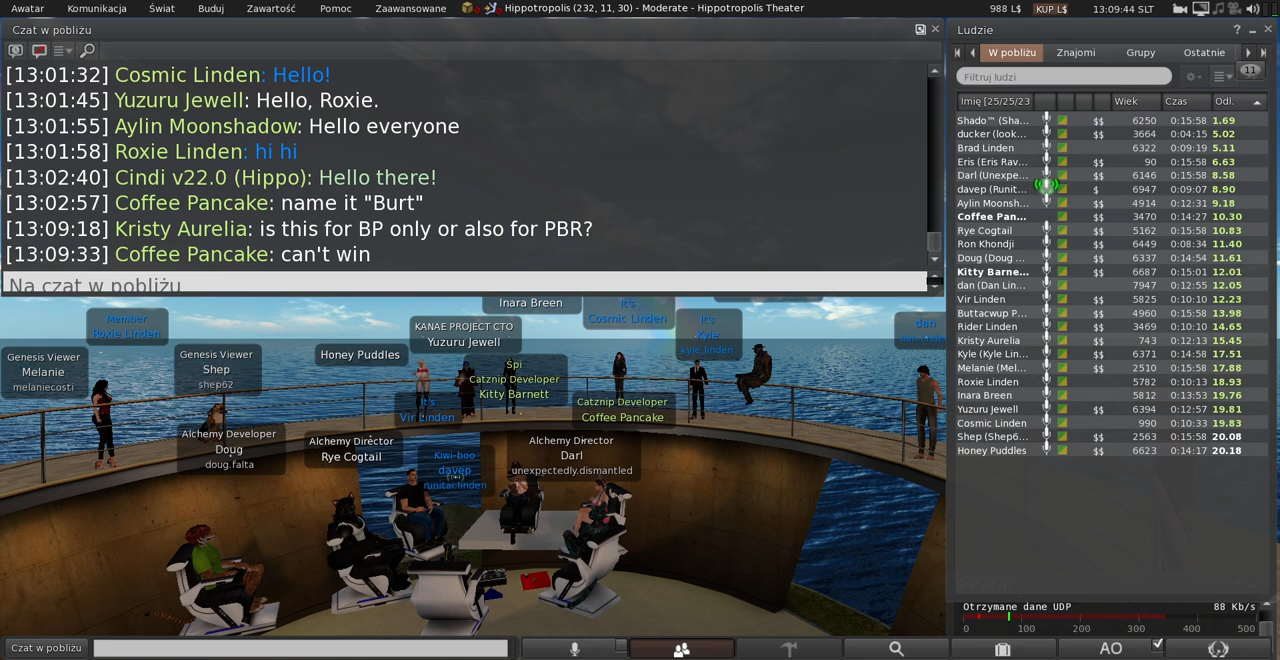 Awatar Komunikacja Świat Buduj Zawartość Pomoc Zaawansowane Hippotropolis (232, 11, 30) - Moderate - Hippotropolis Theater 988 L$ KUP L$ 13:09:44 SLT
Czat w pobliżu
[13:01:32] Cosmic Linden: Hello!
[13:01:45] Yuzuru Jewell: Hello, Roxie.
[13:01:55] Aylin Moonshadow: Hello everyone
[13:01:58] Roxie Linden: hi hi
[13:02:40] Cindi v22.0 (Hippo): Hello there!
[13:02:57] Coffee Pancake: name it "Burt"
[13:09:18] Kristy Aurelia: is this for BP only or also for PBR?
[13:09:33] Coffee Pancake: can't win
Na czat w pobliżu
Inara Breen
It's
Cosmic Linden
Member
Roxie Linden
KANAE PROJECT CTO
Yuzuru Jewell
It's
Kyle
kyle.linden
dan
Genesis Viewer
Melanie
melaniecosti
Genesis Viewer
Shep
shep62
Honey Puddles
Śpi
Catznip Developer
Kitty Barnett
It's
Vir Linden
Catznip Developer
Coffee Pancake
Alchemy Developer
Doug
doug.falta
Alchemy Director
Rye Cogtail
Kiwi-boo
davep
runitai.linden
Alchemy Director
Darl
unexpectedly.dismantled
Czat w pobliżu
AO
Ludzie
? _ ×
W pobliżu Znajomi Grupy Ostatnie
Filtruj ludzi
11
Imię [25/25/23 Wiek Czas Odl.
Shado™ (Sha... $$ 6250 0:15:58 1.69
ducker (look... $$ 3664 0:04:15 5.02
Brad Linden 6322 0:09:19 5.11
Eris (Eris Rav... $$ 90 0:15:58 6.63
Darl (Unexpe... $$ 6146 0:15:58 8.58
davep (Runit... $ 6947 0:09:07 8.90
Aylin Moonsh... $$ 4914 0:12:31 9.18
Coffee Pan... $$ 3470 0:14:27 10.30
Rye Cogtail $$ 5162 0:15:58 10.83
Ron Khondji $$ 6449 0:08:34 11.40
Doug (Doug ... $$ 6337 0:14:54 11.61
Kitty Barne... $$ 6687 0:15:01 12.01
dan (Dan Lin... 7947 0:12:55 12.05
Vir Linden $$ 5825 0:10:10 12.23
Buttacwup P... $$ 4960 0:15:58 13.98
Rider Linden $$ 3469 0:10:10 14.65
Kristy Aurelia $$ 743 0:12:13 15.45
Kyle (Kyle Lin... $$ 6371 0:14:58 17.51
Melanie (Mel... $$ 2510 0:15:58 17.88
Roxie Linden 5782 0:10:13 18.93
Inara Breen 5812 0:13:53 19.76
Yuzuru Jewell $$ 6394 0:12:57 19.81
Cosmic Linden 990 0:10:33 19.83
Shep (Shep6... $$ 2563 0:15:58 20.08
Honey Puddles $$ 6623 0:14:17 20.18
Otrzymane dane UDP 88 Kb/s
0 100 200 400 500